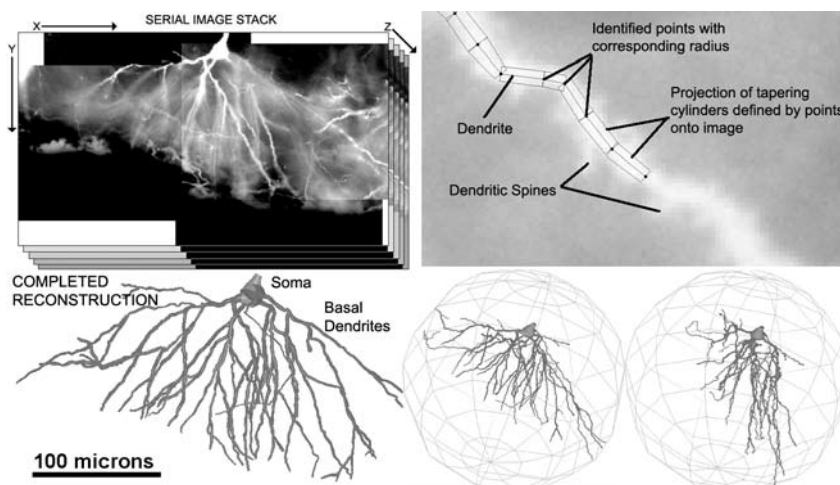 SERIAL IMAGE STACK
X
Y
Z
Identified points with
corresponding radius
Dendrite
Projection of tapering
cylinders defined by points
onto image
Dendritic Spines
COMPLETED
RECONSTRUCTION
Soma
Basal
Dendrites
100 microns